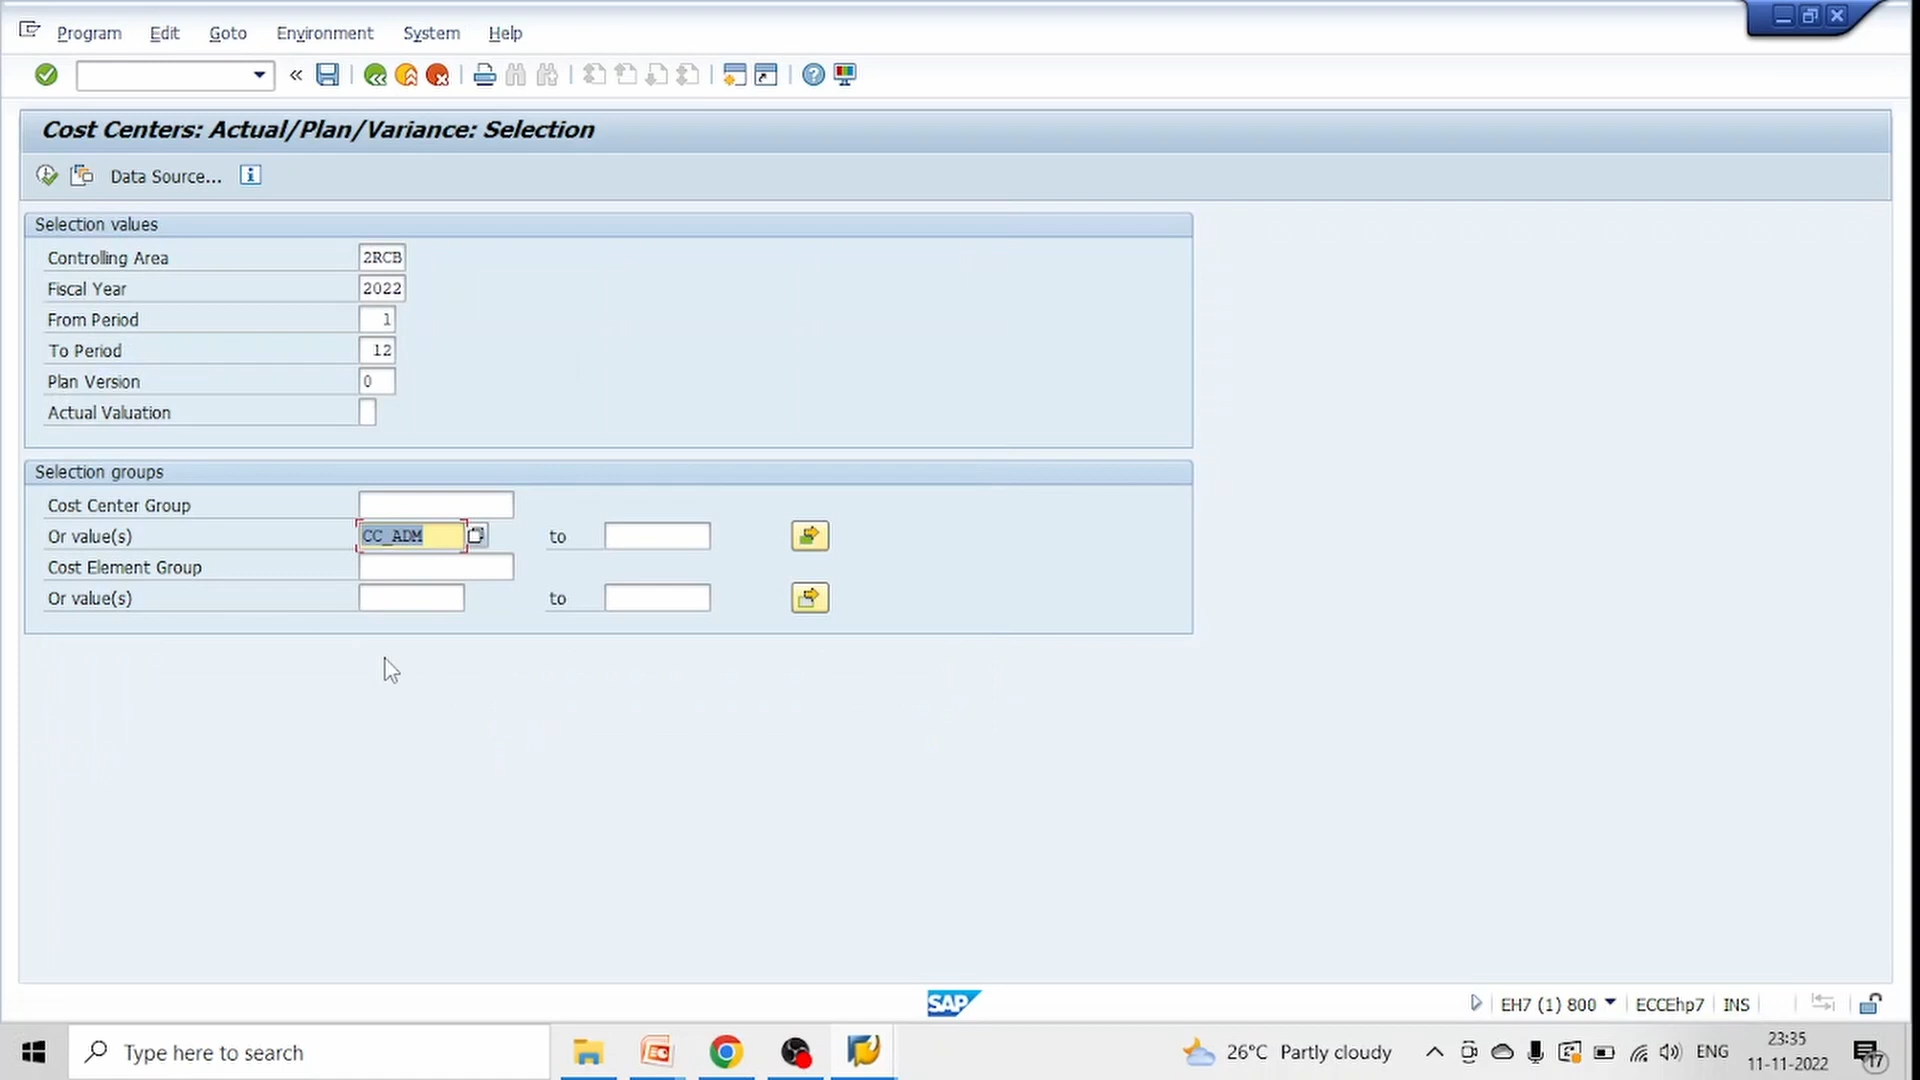 Program Edit Goto Environment System Help
Cost Centers: Actual/Plan/Variance: Selection
Data Source...
Selection values
Controlling Area 2RCB
Fiscal Year 2022
From Period 1
To Period 12
Plan Version 0
Actual Valuation
Selection groups
Cost Center Group
Or value(s) CC_ADM to
Cost Element Group
Or value(s) to
SAP EH7 (1) 800 ECCEhp7 INS
Type here to search 26°C Partly cloudy ENG 23:35
11-11-2022 17